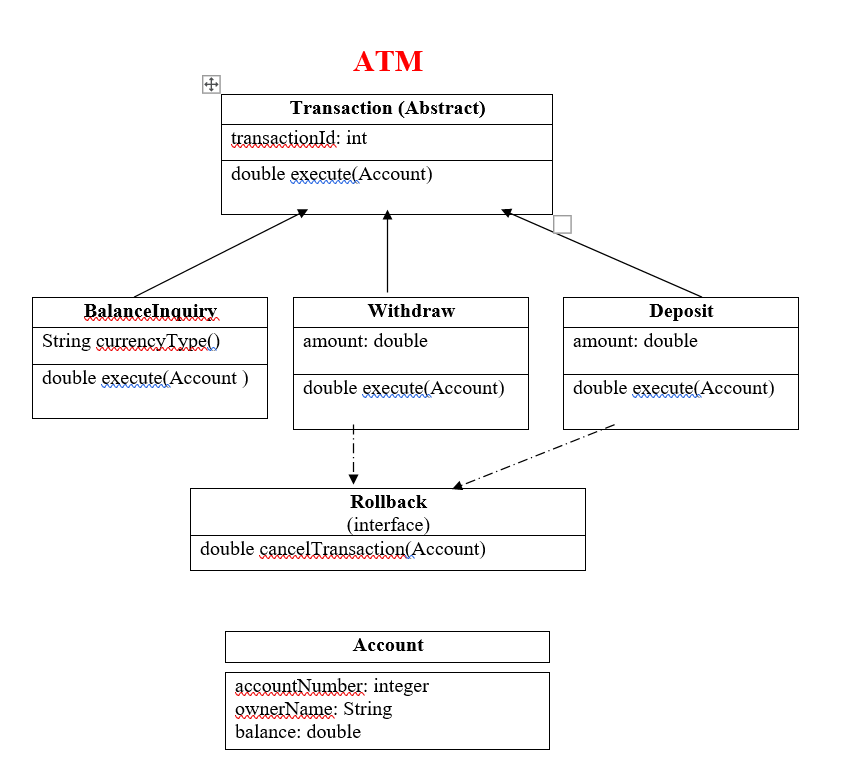 ATM
Transaction (Abstract)
transactionId: int
double execute(Account)
BalanceInquiry
String currencyType()
double execute(Account )
Withdraw
amount: double
double execute(Account)
Deposit
amount: double
double execute(Account)
Rollback
(interface)
double cancelTransaction(Account)
Account
accountNumber: integer
ownerName: String
balance: double